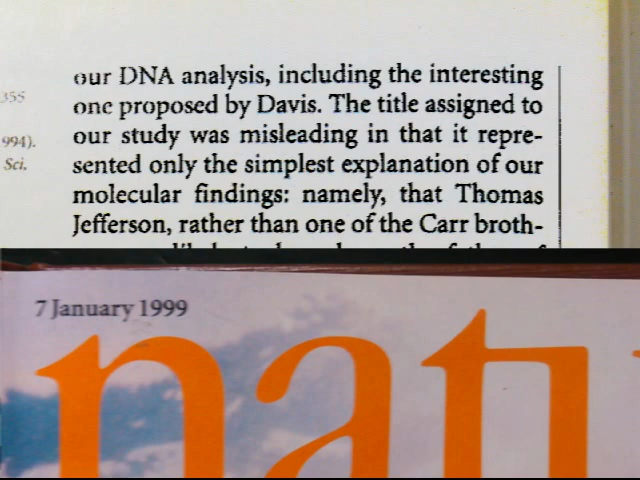 our DNA analysis, including the interesting
355
one proposed by Davis. The title assigned to
our study was misleading in that it repre-
994).
sented only the simplest explanation of our
Sci.
molecular findings: namely, that Thomas
Jefferson, rather than one of the Carr broth-
7 January 1999
natu